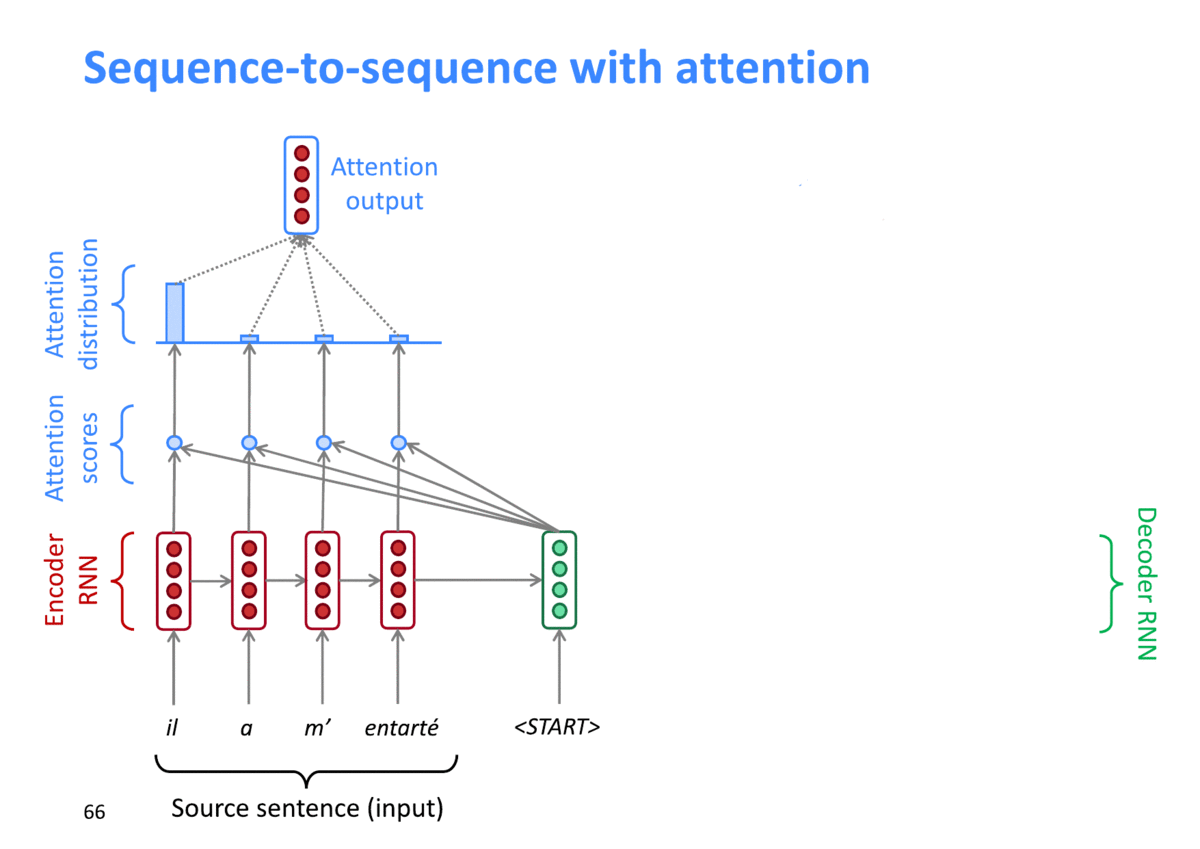 Sequence-to-sequence with attention
Attention
output
Attention
distribution
Attention
scores
Encoder
RNN
Decoder RNN
il a m’ entarté <START>
Source sentence (input)
66